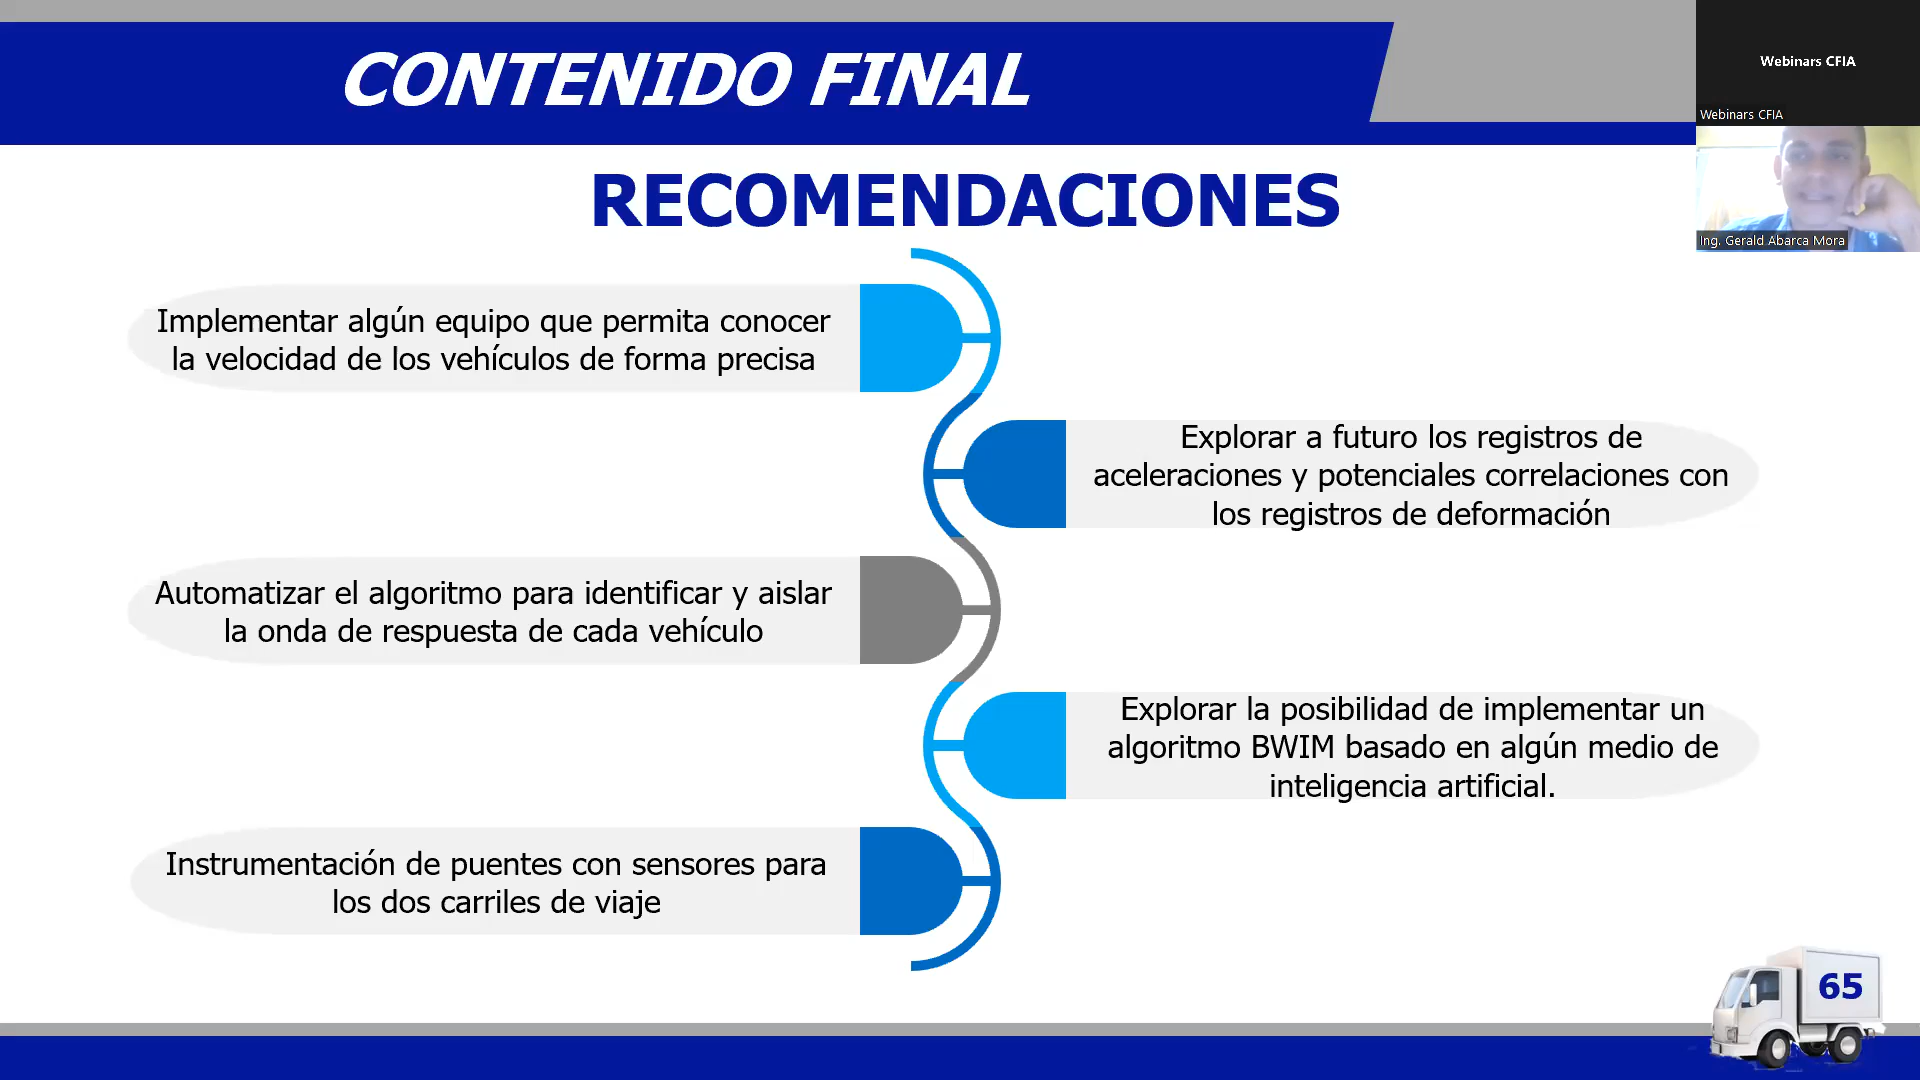 CONTENIDO FINAL
Webinars CFIA
Webinars CFIA
Ing. Gerald Abarca Mora
RECOMENDACIONES
Implementar algún equipo que permita conocer
la velocidad de los vehículos de forma precisa
Explorar a futuro los registros de
aceleraciones y potenciales correlaciones con
los registros de deformación
Automatizar el algoritmo para identificar y aislar
la onda de respuesta de cada vehículo
Explorar la posibilidad de implementar un
algoritmo BWIM basado en algún medio de
inteligencia artificial.
Instrumentación de puentes con sensores para
los dos carriles de viaje
65